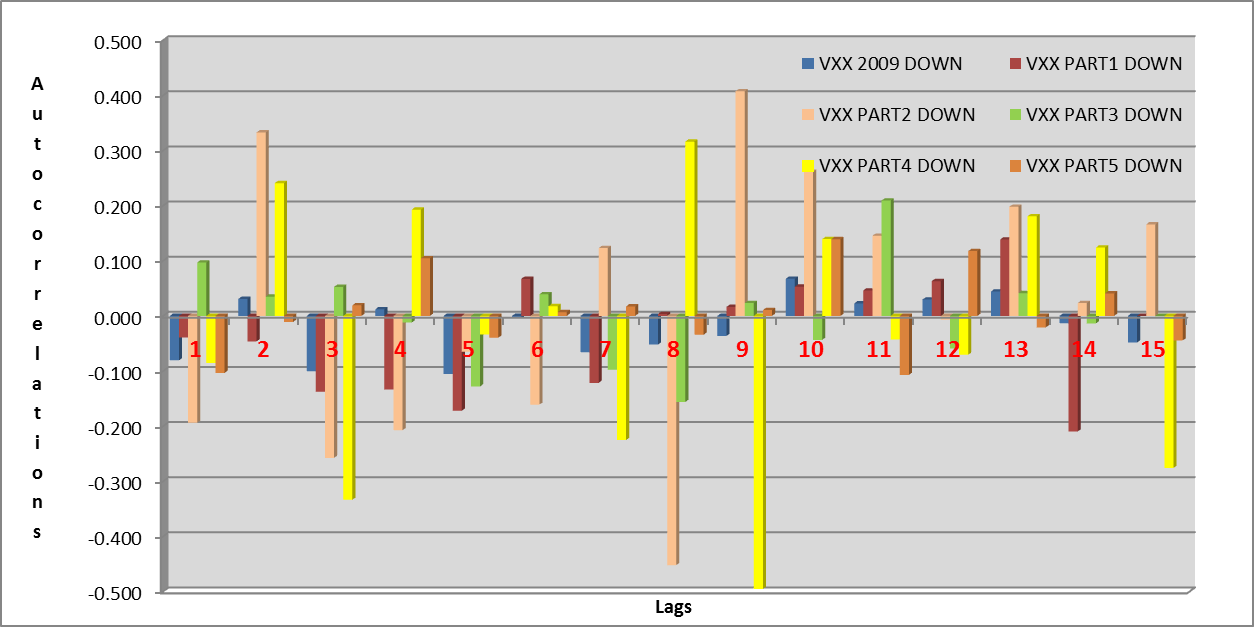 Autocorrelations
0.500
0.400
0.300
0.200
0.100
0.000
-0.100
-0.200
-0.300
-0.400
-0.500
VXX 2009 DOWN VXX PART1 DOWN
VXX PART2 DOWN VXX PART3 DOWN
VXX PART4 DOWN VXX PART5 DOWN
1 2 3 4 5 6 7 8 9 10 11 12 13 14 15
Lags